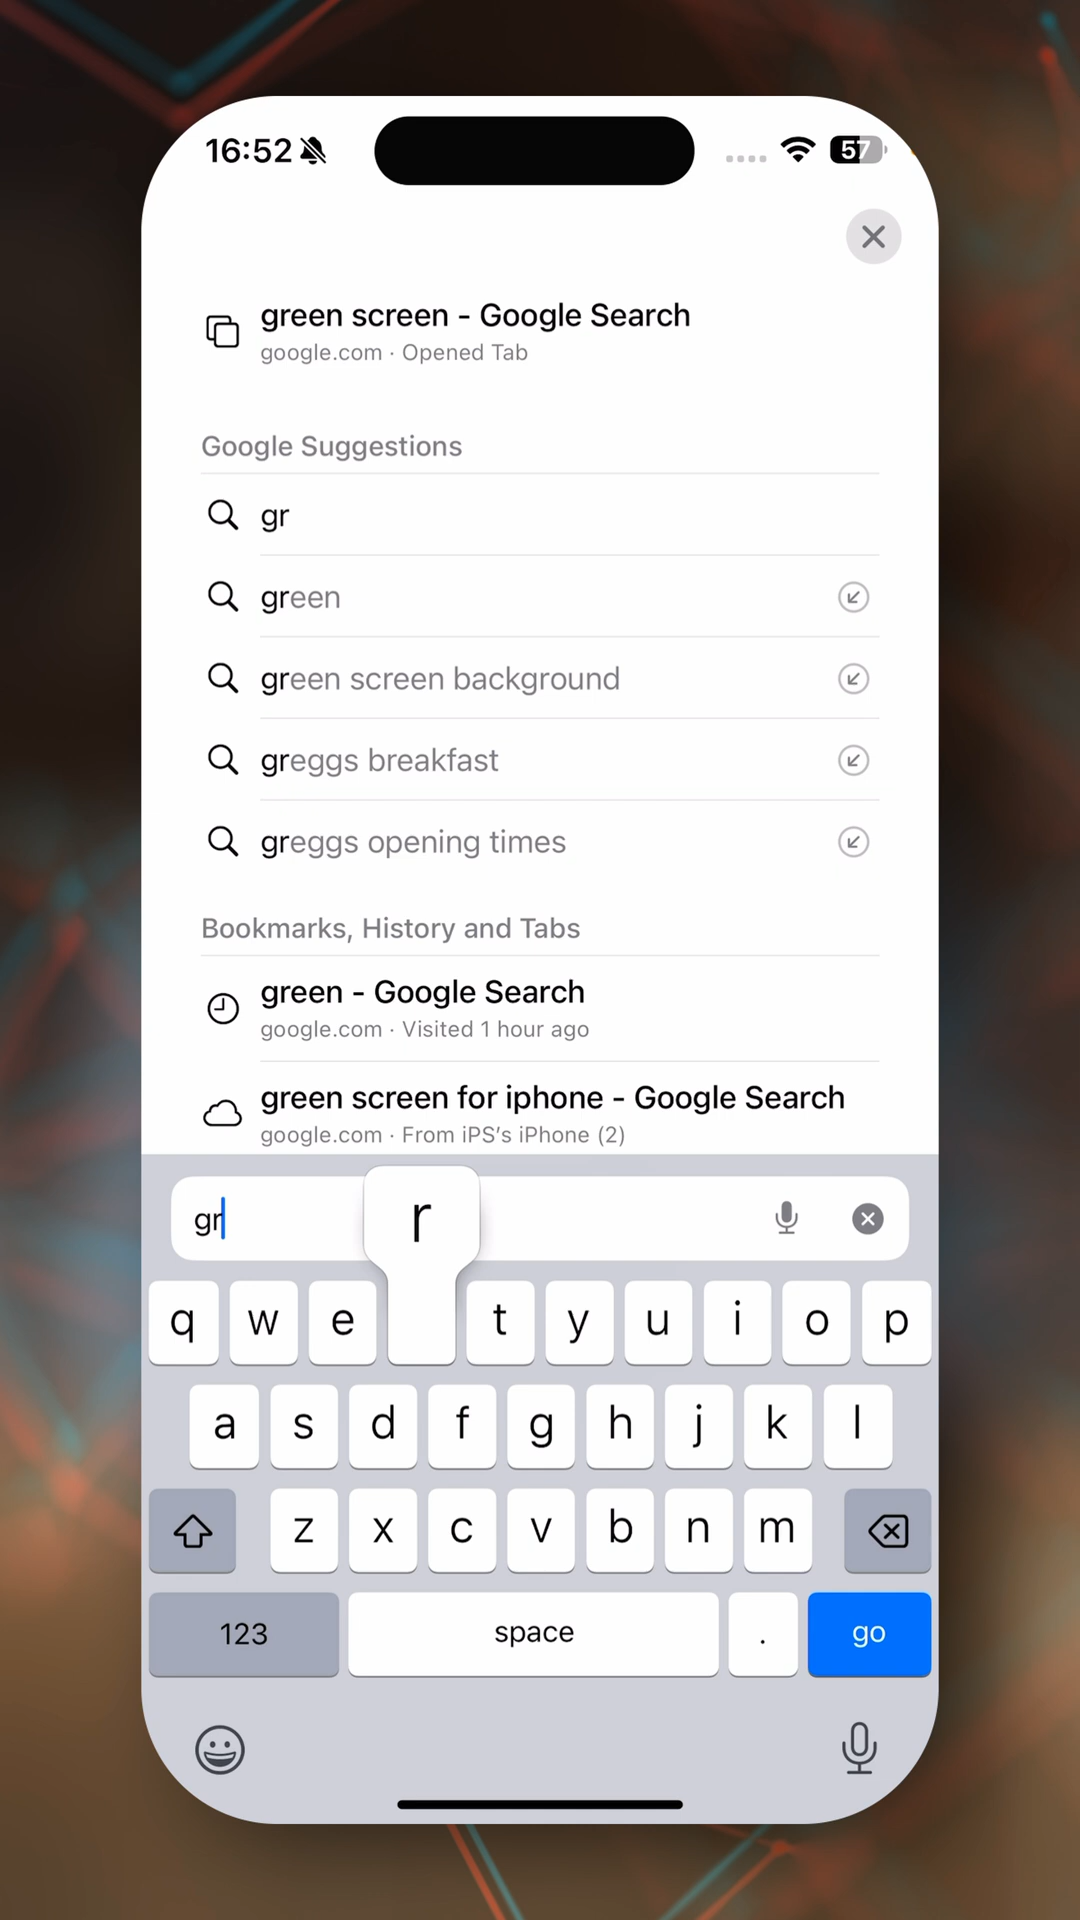 16:52
57
green screen - Google Search
google.com · Opened Tab
Google Suggestions
gr
green
green screen background
greggs breakfast
greggs opening times
Bookmarks, History and Tabs
green - Google Search
google.com · Visited 1 hour ago
green screen for iphone - Google Search
google.com · From iPS's iPhone (2)
gr
r
q w e t y u i o p
a s d f g h j k l
z x c v b n m
123 space . go